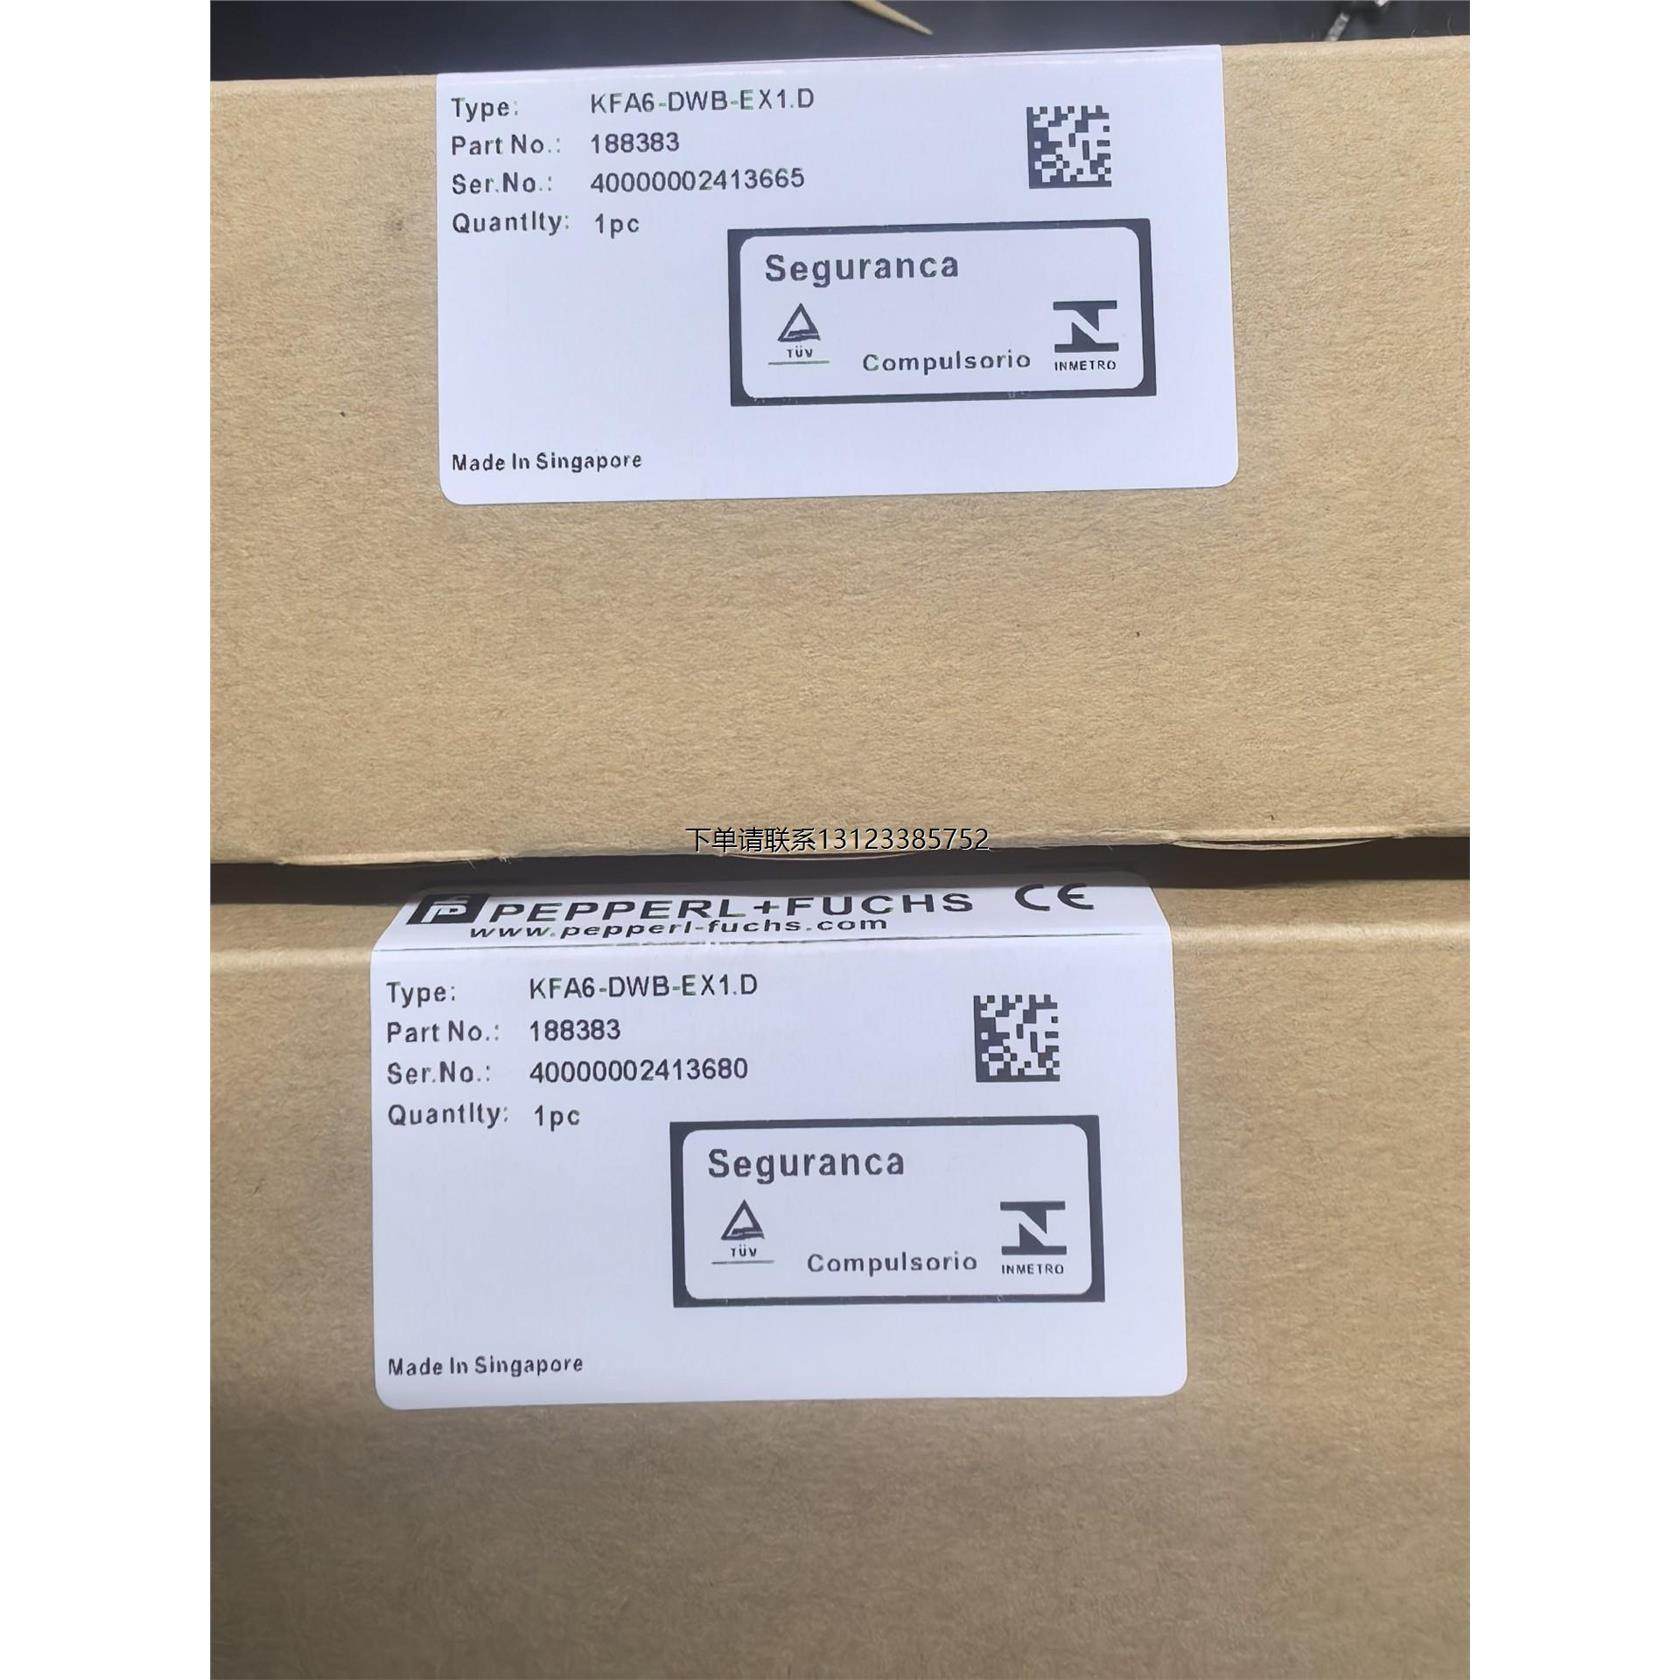 Type: KFA6-DWB-EX1.D
Part No.: 188383
Ser.No.: 40000002413665
Quantlty: 1pc
Seguranca
TÜV
Compulsorio
INMETRO
Made In Singapore
下单请联系13123385752
PEPPERL+FUCHS CE
www.pepperl-fuchs.com
Type: KFA6-DWB-EX1.D
Part No.: 188383
Ser.No.: 40000002413680
Quantlty: 1pc
Seguranca
TÜV
Compulsorio
INMETRO
Made In Singapore